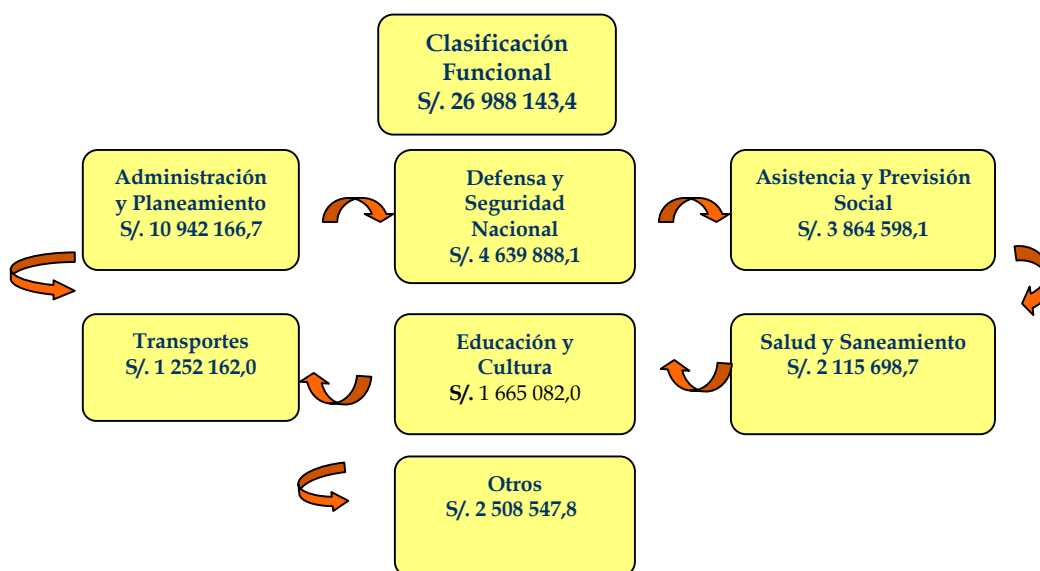 Clasificación
Funcional
S/. 26 988 143,4
Administración
y Planeamiento
S/. 10 942 166,7
Defensa y
Seguridad
Nacional
S/. 4 639 888,1
Asistencia y Previsión
Social
S/. 3 864 598,1
Transportes
S/. 1 252 162,0
Educación y
Cultura
S/. 1 665 082,0
Salud y Saneamiento
S/. 2 115 698,7
Otros
S/. 2 508 547,8